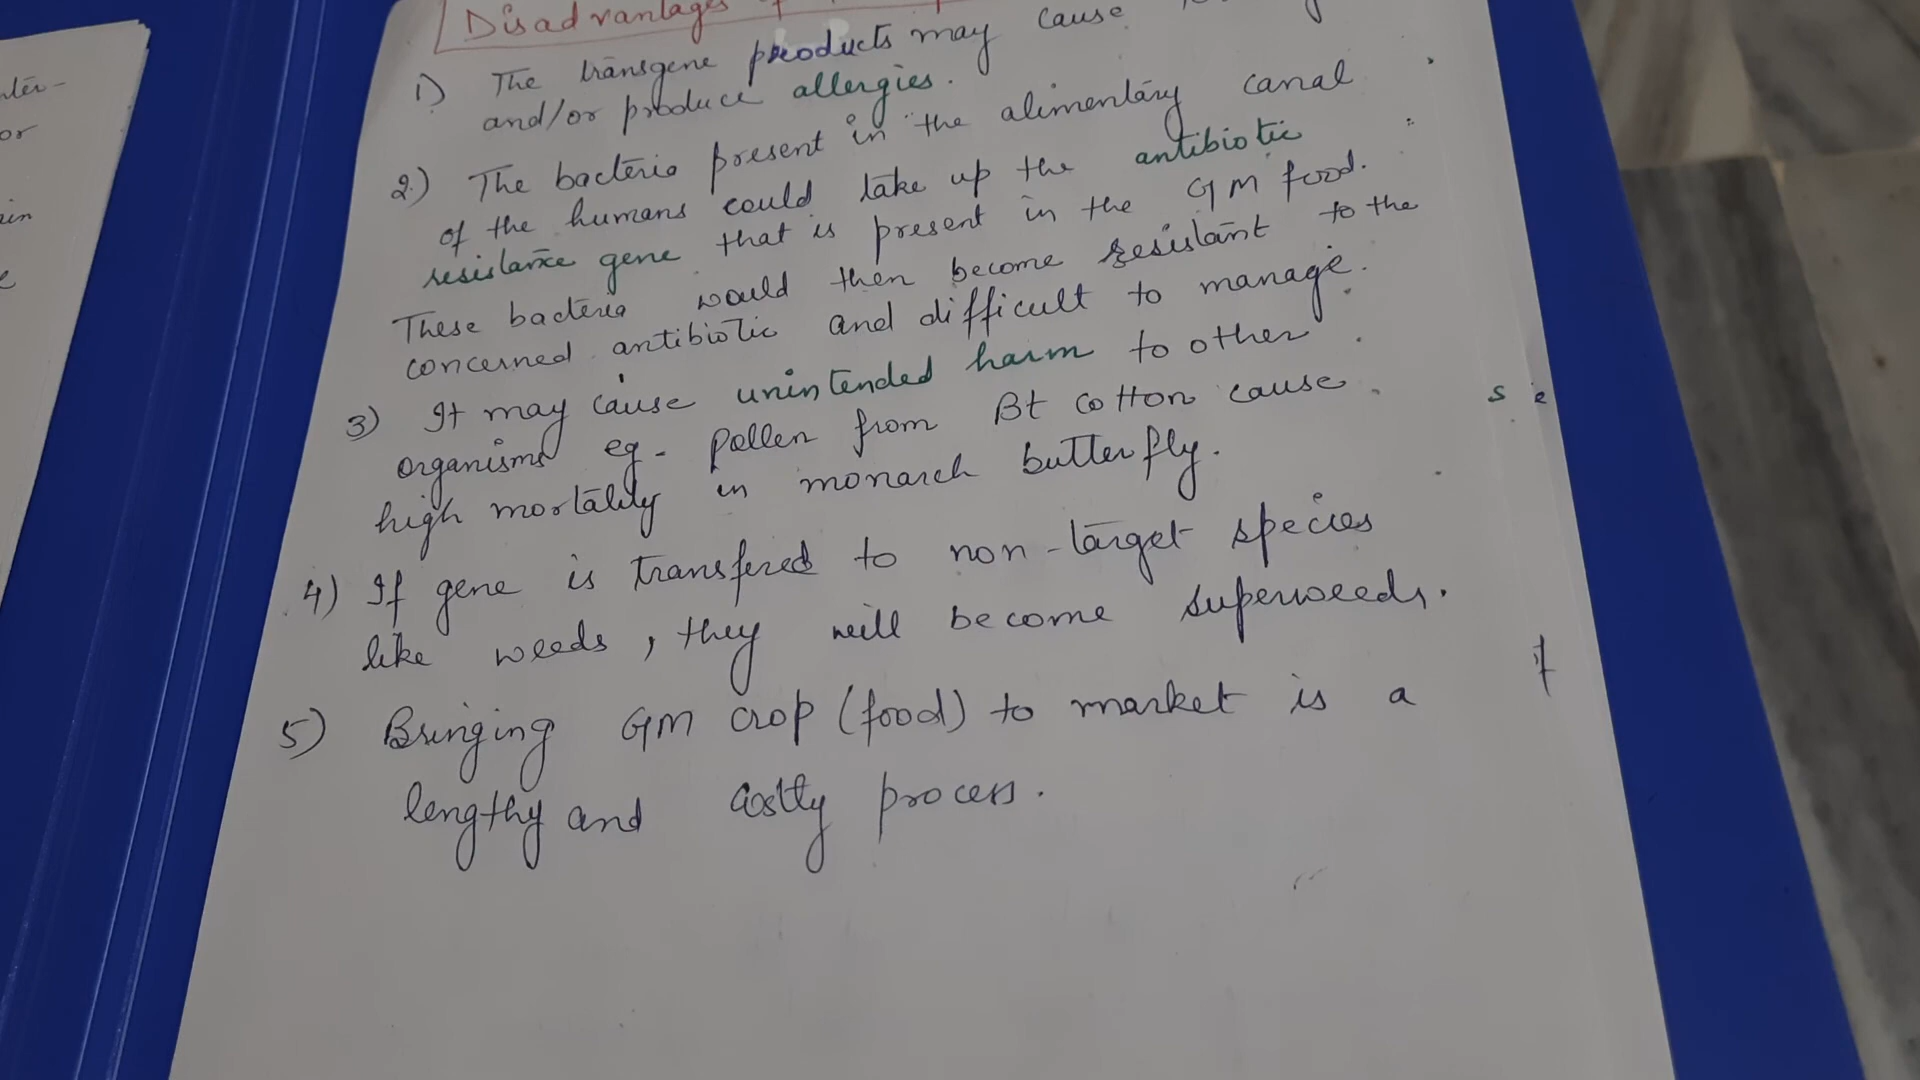 Disadvantages
1) The transgene products may cause
and/or produce allergies.
2) The bacteria present in the alimentary canal
of the humans could take up the antibiotic
resistance gene that is present in the GM food.
These bacteria would then become resistant to the
concerned antibiotic and difficult to manage.
3) It may cause unintended harm to other
organisms eg- pollen from Bt cotton cause
high mortality in monarch butterfly.
4) If gene is transfered to non-target species
like weeds, they will become superweeds.
5) Bringing GM crop (food) to market is a
lengthy and costly process.